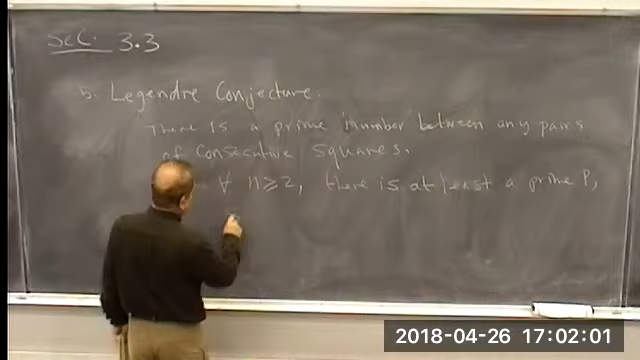 Sec. 3.3
5. Legendre Conjecture.
There is a prime number between any pairs
of Consecutive Squares.
∀ n ≥ 2, there is at least a prime P,
2018-04-26 17:02:01